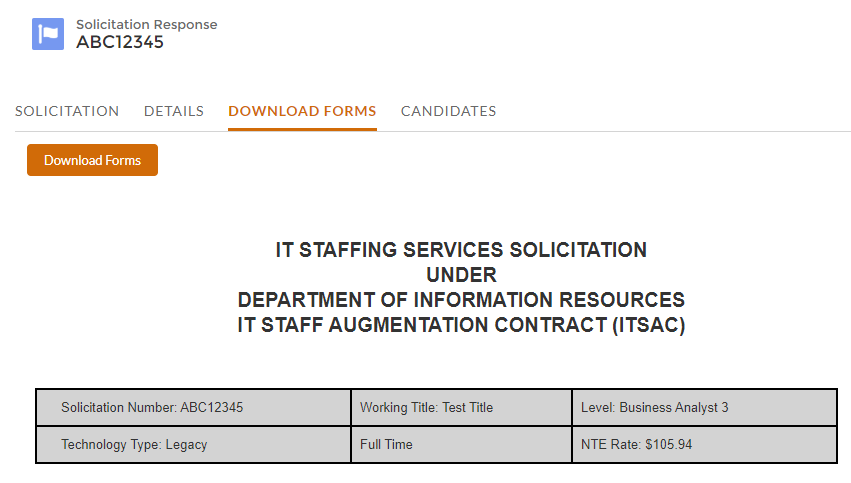 Solicitation Response
ABC12345
SOLICITATION DETAILS DOWNLOAD FORMS CANDIDATES
Download Forms
IT STAFFING SERVICES SOLICITATION
UNDER
DEPARTMENT OF INFORMATION RESOURCES
IT STAFF AUGMENTATION CONTRACT (ITSAC)
Solicitation Number: ABC12345 Working Title: Test Title Level: Business Analyst 3
Technology Type: Legacy Full Time NTE Rate: $105.94